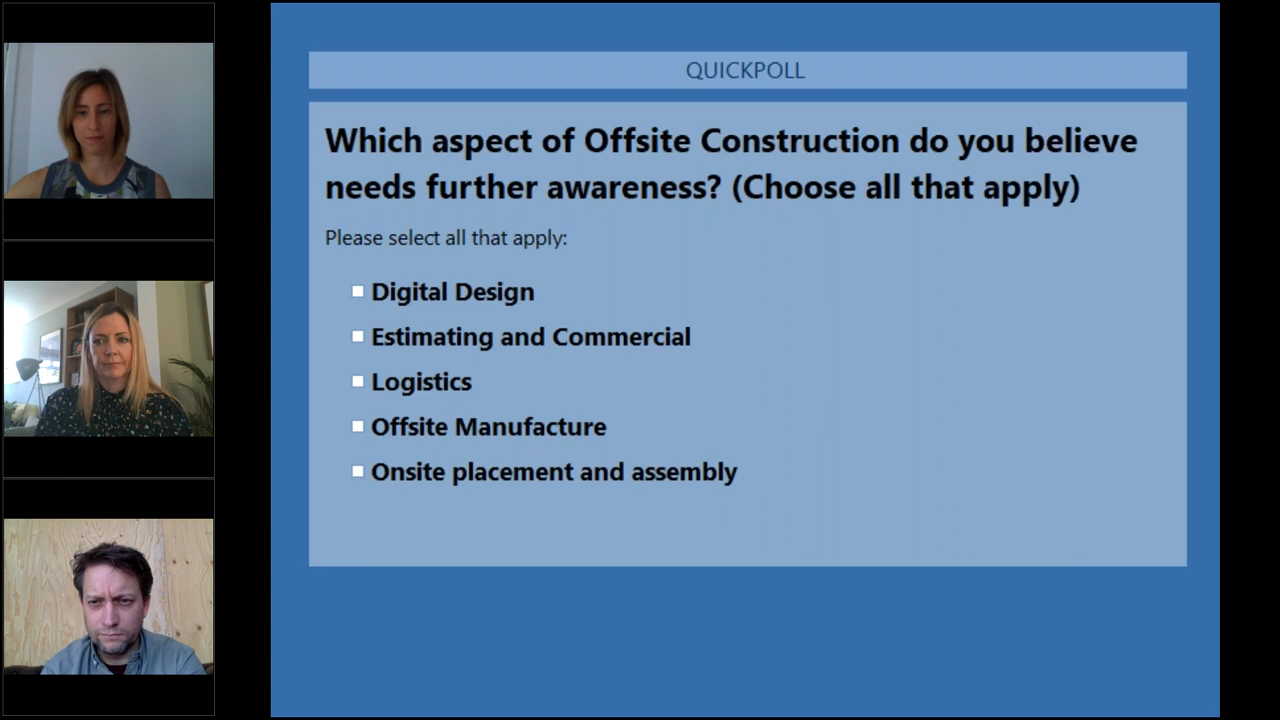 QUICKPOLL
Which aspect of Offsite Construction do you believe
needs further awareness? (Choose all that apply)
Please select all that apply:
Digital Design
Estimating and Commercial
Logistics
Offsite Manufacture
Onsite placement and assembly